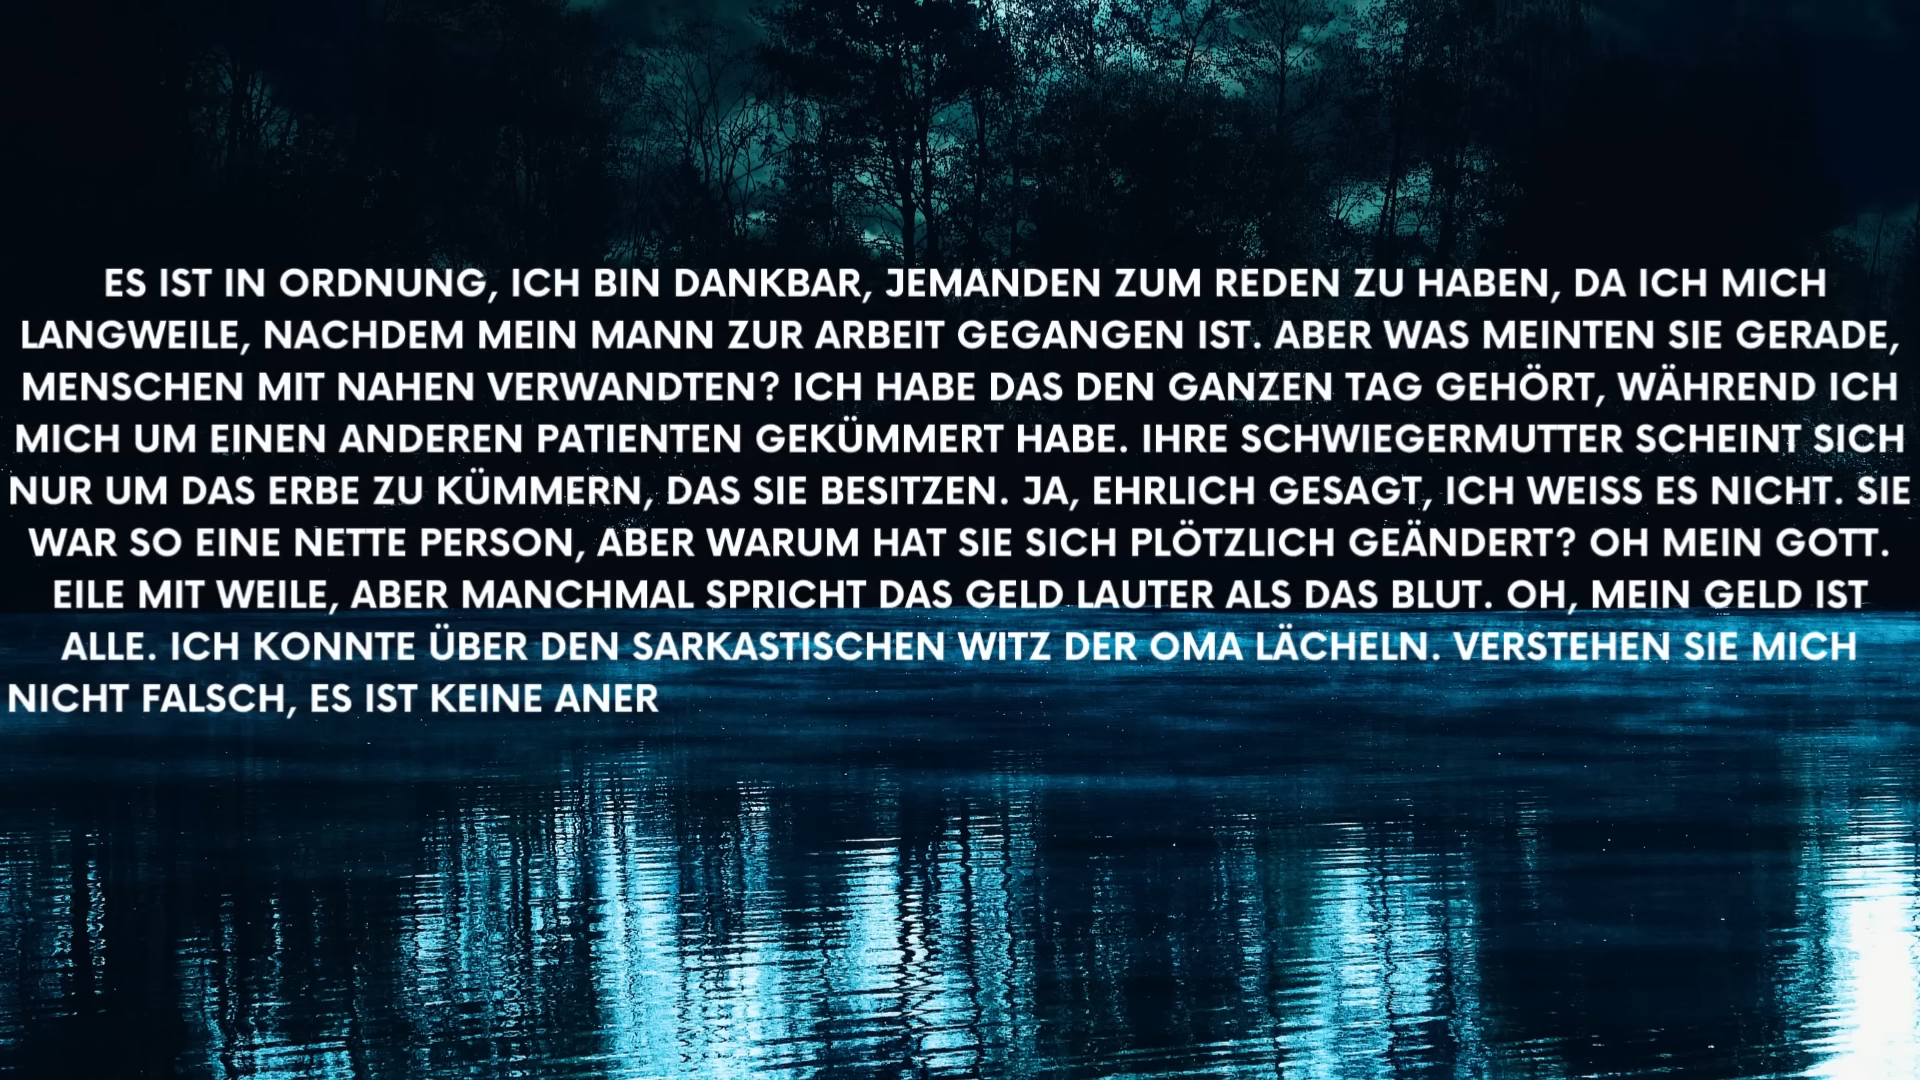 ES IST IN ORDNUNG, ICH BIN DANKBAR, JEMANDEN ZUM REDEN ZU HABEN, DA ICH MICH
LANGWEILE, NACHDEM MEIN MANN ZUR ARBEIT GEGANGEN IST. ABER WAS MEINTEN SIE GERADE,
MENSCHEN MIT NAHEN VERWANDTEN? ICH HABE DAS DEN GANZEN TAG GEHÖRT, WÄHREND ICH
MICH UM EINEN ANDEREN PATIENTEN GEKÜMMERT HABE. IHRE SCHWIEGERMUTTER SCHEINT SICH
NUR UM DAS ERBE ZU KÜMMERN, DAS SIE BESITZEN. JA, EHRLICH GESAGT, ICH WEISS ES NICHT. SIE
WAR SO EINE NETTE PERSON, ABER WARUM HAT SIE SICH PLÖTZLICH GEÄNDERT? OH MEIN GOTT.
EILE MIT WEILE, ABER MANCHMAL SPRICHT DAS GELD LAUTER ALS DAS BLUT. OH, MEIN GELD IST
ALLE. ICH KONNTE ÜBER DEN SARKASTISCHEN WITZ DER OMA LÄCHELN. VERSTEHEN SIE MICH
NICHT FALSCH, ES IST KEINE ANER